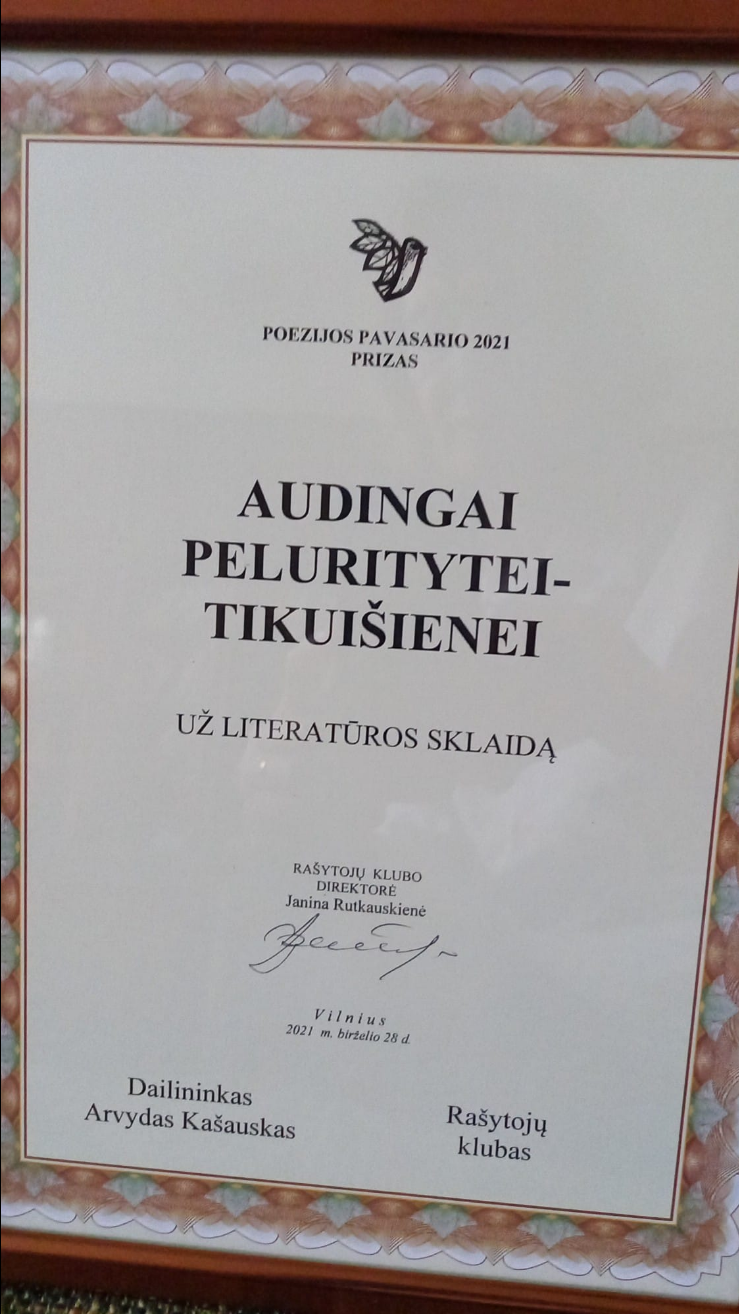 POEZIJOS PAVASARIO 2021
PRIZAS
AUDINGAI
PELURITYTEI-
TIKUIŠIENEI
UŽ LITERATŪROS SKLAIDĄ
RAŠYTOJŲ KLUBO
DIREKTORĖ
Janina Rutkauskienė
Vilnius
2021 m. birželio 28 d.
Dailininkas
Arvydas Kašauskas
Rašytojų
klubas